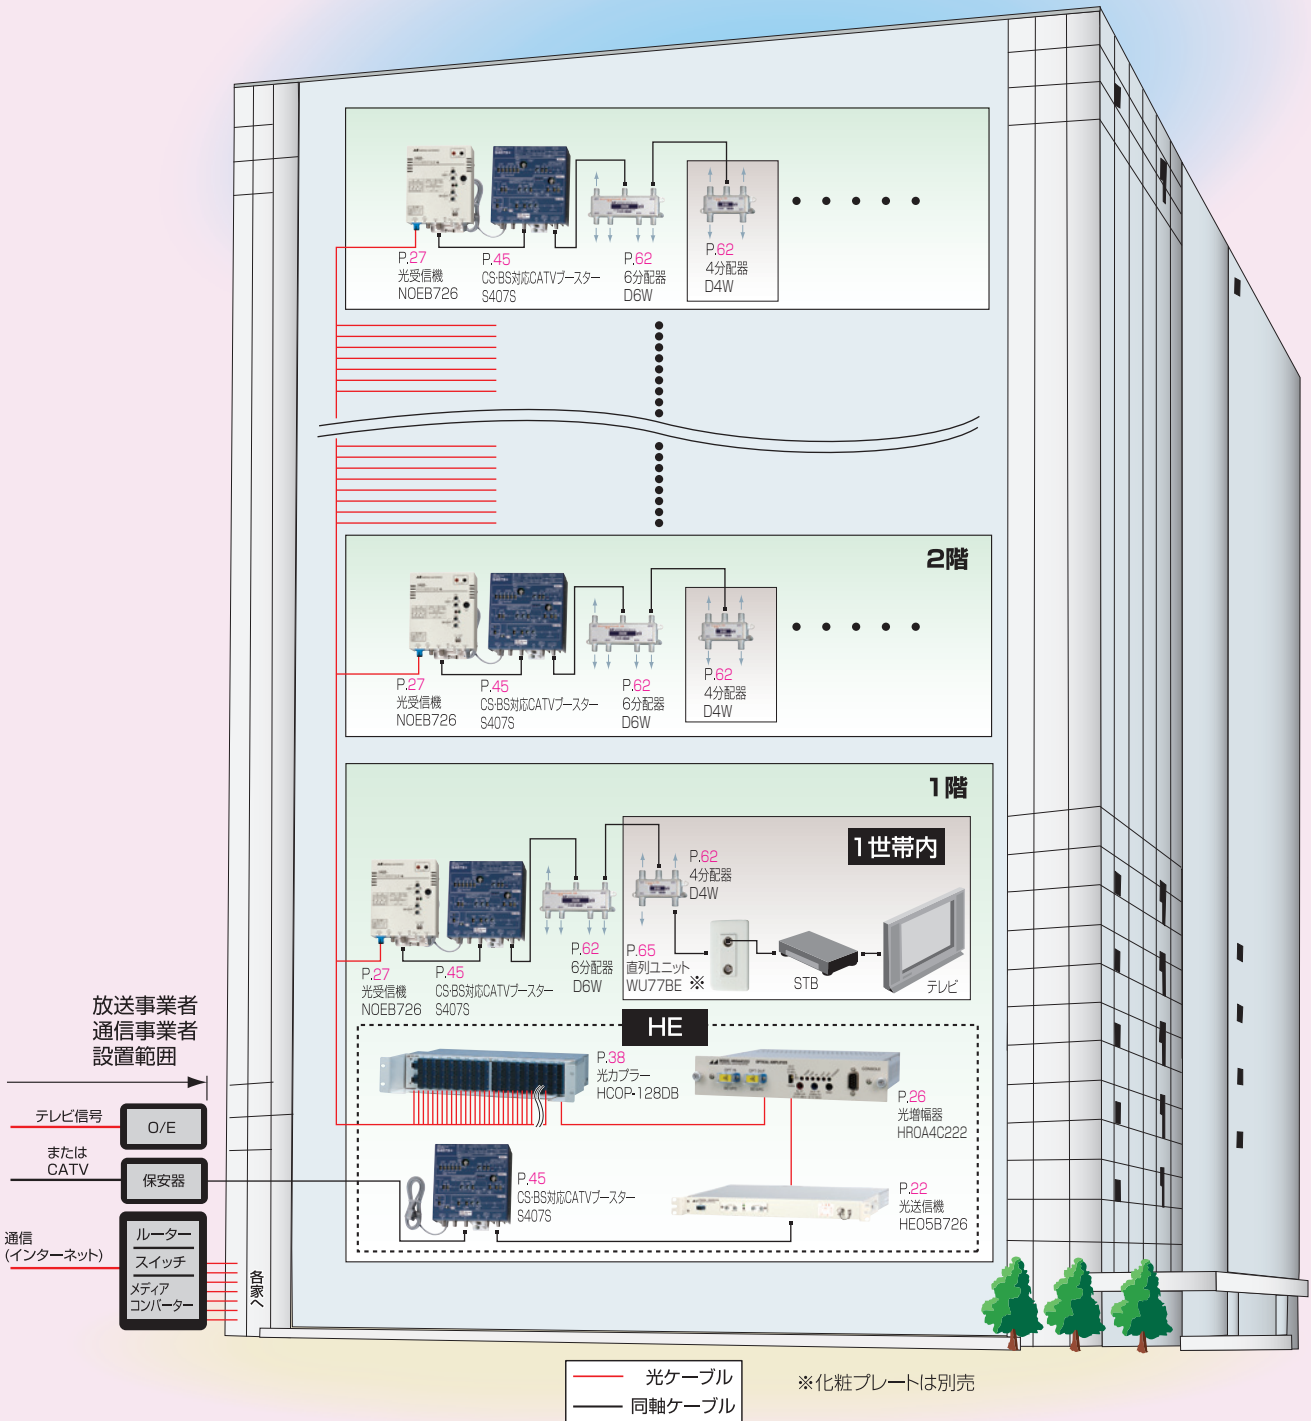 P.27
光受信機
NOEB726
P.45
CS·BS対応CATVブースター
S407S
P.62
6分配器
D6W
P.62
4分配器
D4W
2階
P.27
光受信機
NOEB726
P.45
CS·BS対応CATVブースター
S407S
P.62
6分配器
D6W
P.62
4分配器
D4W
1階
1世帯内
P.62
4分配器
D4W
P.27
光受信機
NOEB726
P.45
CS·BS対応CATVブースター
S407S
P.62
6分配器
D6W
P.65
直列ユニット
WU77BE ※
STB
テレビ
HE
P.38
光カプラー
HCOP-128DB
P.26
光増幅器
HROA4C222
P.45
CS·BS対応CATVブースター
S407S
P.22
光送信機
HEO5B726
放送事業者
通信事業者
設置範囲
テレビ信号
O/E
または
CATV
保安器
通信
(インターネット)
ルーター
スイッチ
メディア
コンバーター
各家へ
光ケーブル
同軸ケーブル
※化粧プレートは別売